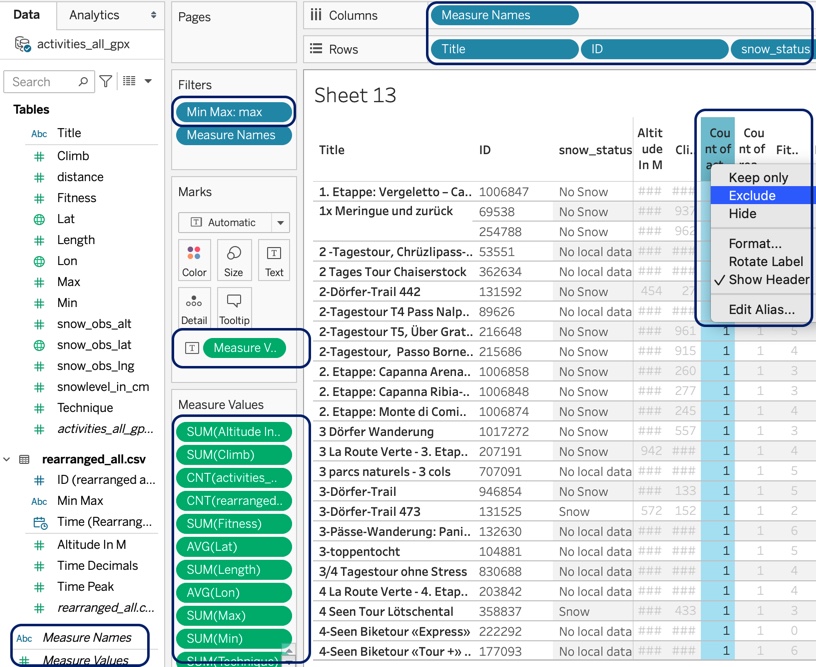 Data
Analytics
activities_all_gpx
Search
Tables
Abc Title
Climb
distance
Fitness
Lat
Length
Lon
Max
Min
snow_obs_alt
snow_obs_lat
snow_obs_lng
snowlevel_in_cm
Technique
activities_all_gp...
rearranged_all.csv
ID (rearranged a...
Abc Min Max
Time (Rearrang...
Altitude In M
Time Decimals
Time Peak
rearranged_all.c...
Abc Measure Names
Measure Values
Pages
Filters
Min Max: max
Measure Names
Marks
Automatic
Color Size Text
Detail Tooltip
Measure V..
Measure Values
SUM(Altitude In..
SUM(Climb)
CNT(activities_..
CNT(rearranged..
SUM(Fitness)
AVG(Lat)
SUM(Length)
AVG(Lon)
SUM(Max)
SUM(Min)
SUM(Technique)
Columns Measure Names
Rows Title ID snow_status
Sheet 13
Title ID snow_status Altit ude In M Cli.. Cou nt of act.. Cou nt of rea.. Fit..
1. Etappe: Vergeletto – Ca.. 1006847 No Snow ### ###
1x Meringue und zurück 69538 No Snow ### 937
254788 No Snow ### 962
2 -Tagestour, Chrüzlipass-.. 53551 No local data ### ###
2 Tages Tour Chaiserstock 362634 No local data ### ###
2-Dörfer-Trail 442 131592 No Snow 454 27
2-Tagestour T4 Pass Nalp.. 89626 No local data ### ###
2-Tagestour T5, Über Grat.. 216648 No Snow ### 961 1 1 5
2-Tagestour, Passo Borne.. 215686 No Snow ### 915 1 1 4
2. Etappe: Capanna Arena.. 1006858 No Snow ### 260 1 1 3
2. Etappe: Capanna Ribia-.. 1006848 No Snow ### 277 1 1 3
2. Etappe: Monte di Comi.. 1006874 No Snow ### 245 1 1 4
3 Dörfer Wanderung 1017272 No Snow ### 557 1 1 3
3 La Route Verte - 3. Etap.. 207191 No Snow 942 ### 1 1 4
3 parcs naturels - 3 cols 707091 No local data ### ### 1 1 5
3-Dörfer-Trail 946854 No Snow ### 133 1 1 5
3-Dörfer-Trail 473 131525 Snow 572 152 1 1 2
3-Pässe-Wanderung: Pani.. 132630 No local data ### ### 1 1 6
3-toppentocht 104881 No local data ### ### 1 1 5
3/4 Tagestour ohne Stress 830688 No local data ### ### 1 1 4
4 La Route Verte - 4. Etap.. 203842 No local data ### ### 1 1 4
4 Seen Tour Lötschental 358837 Snow ### 433 1 1 3
4-Seen Biketour «Express» 222292 No local data ### ### 1 1 0
4-Seen Biketour «Tour +» .. 177093 No local data ### ### 1 1 6
Keep only
Exclude
Hide
Format...
Rotate Label
✓ Show Header
Edit Alias...